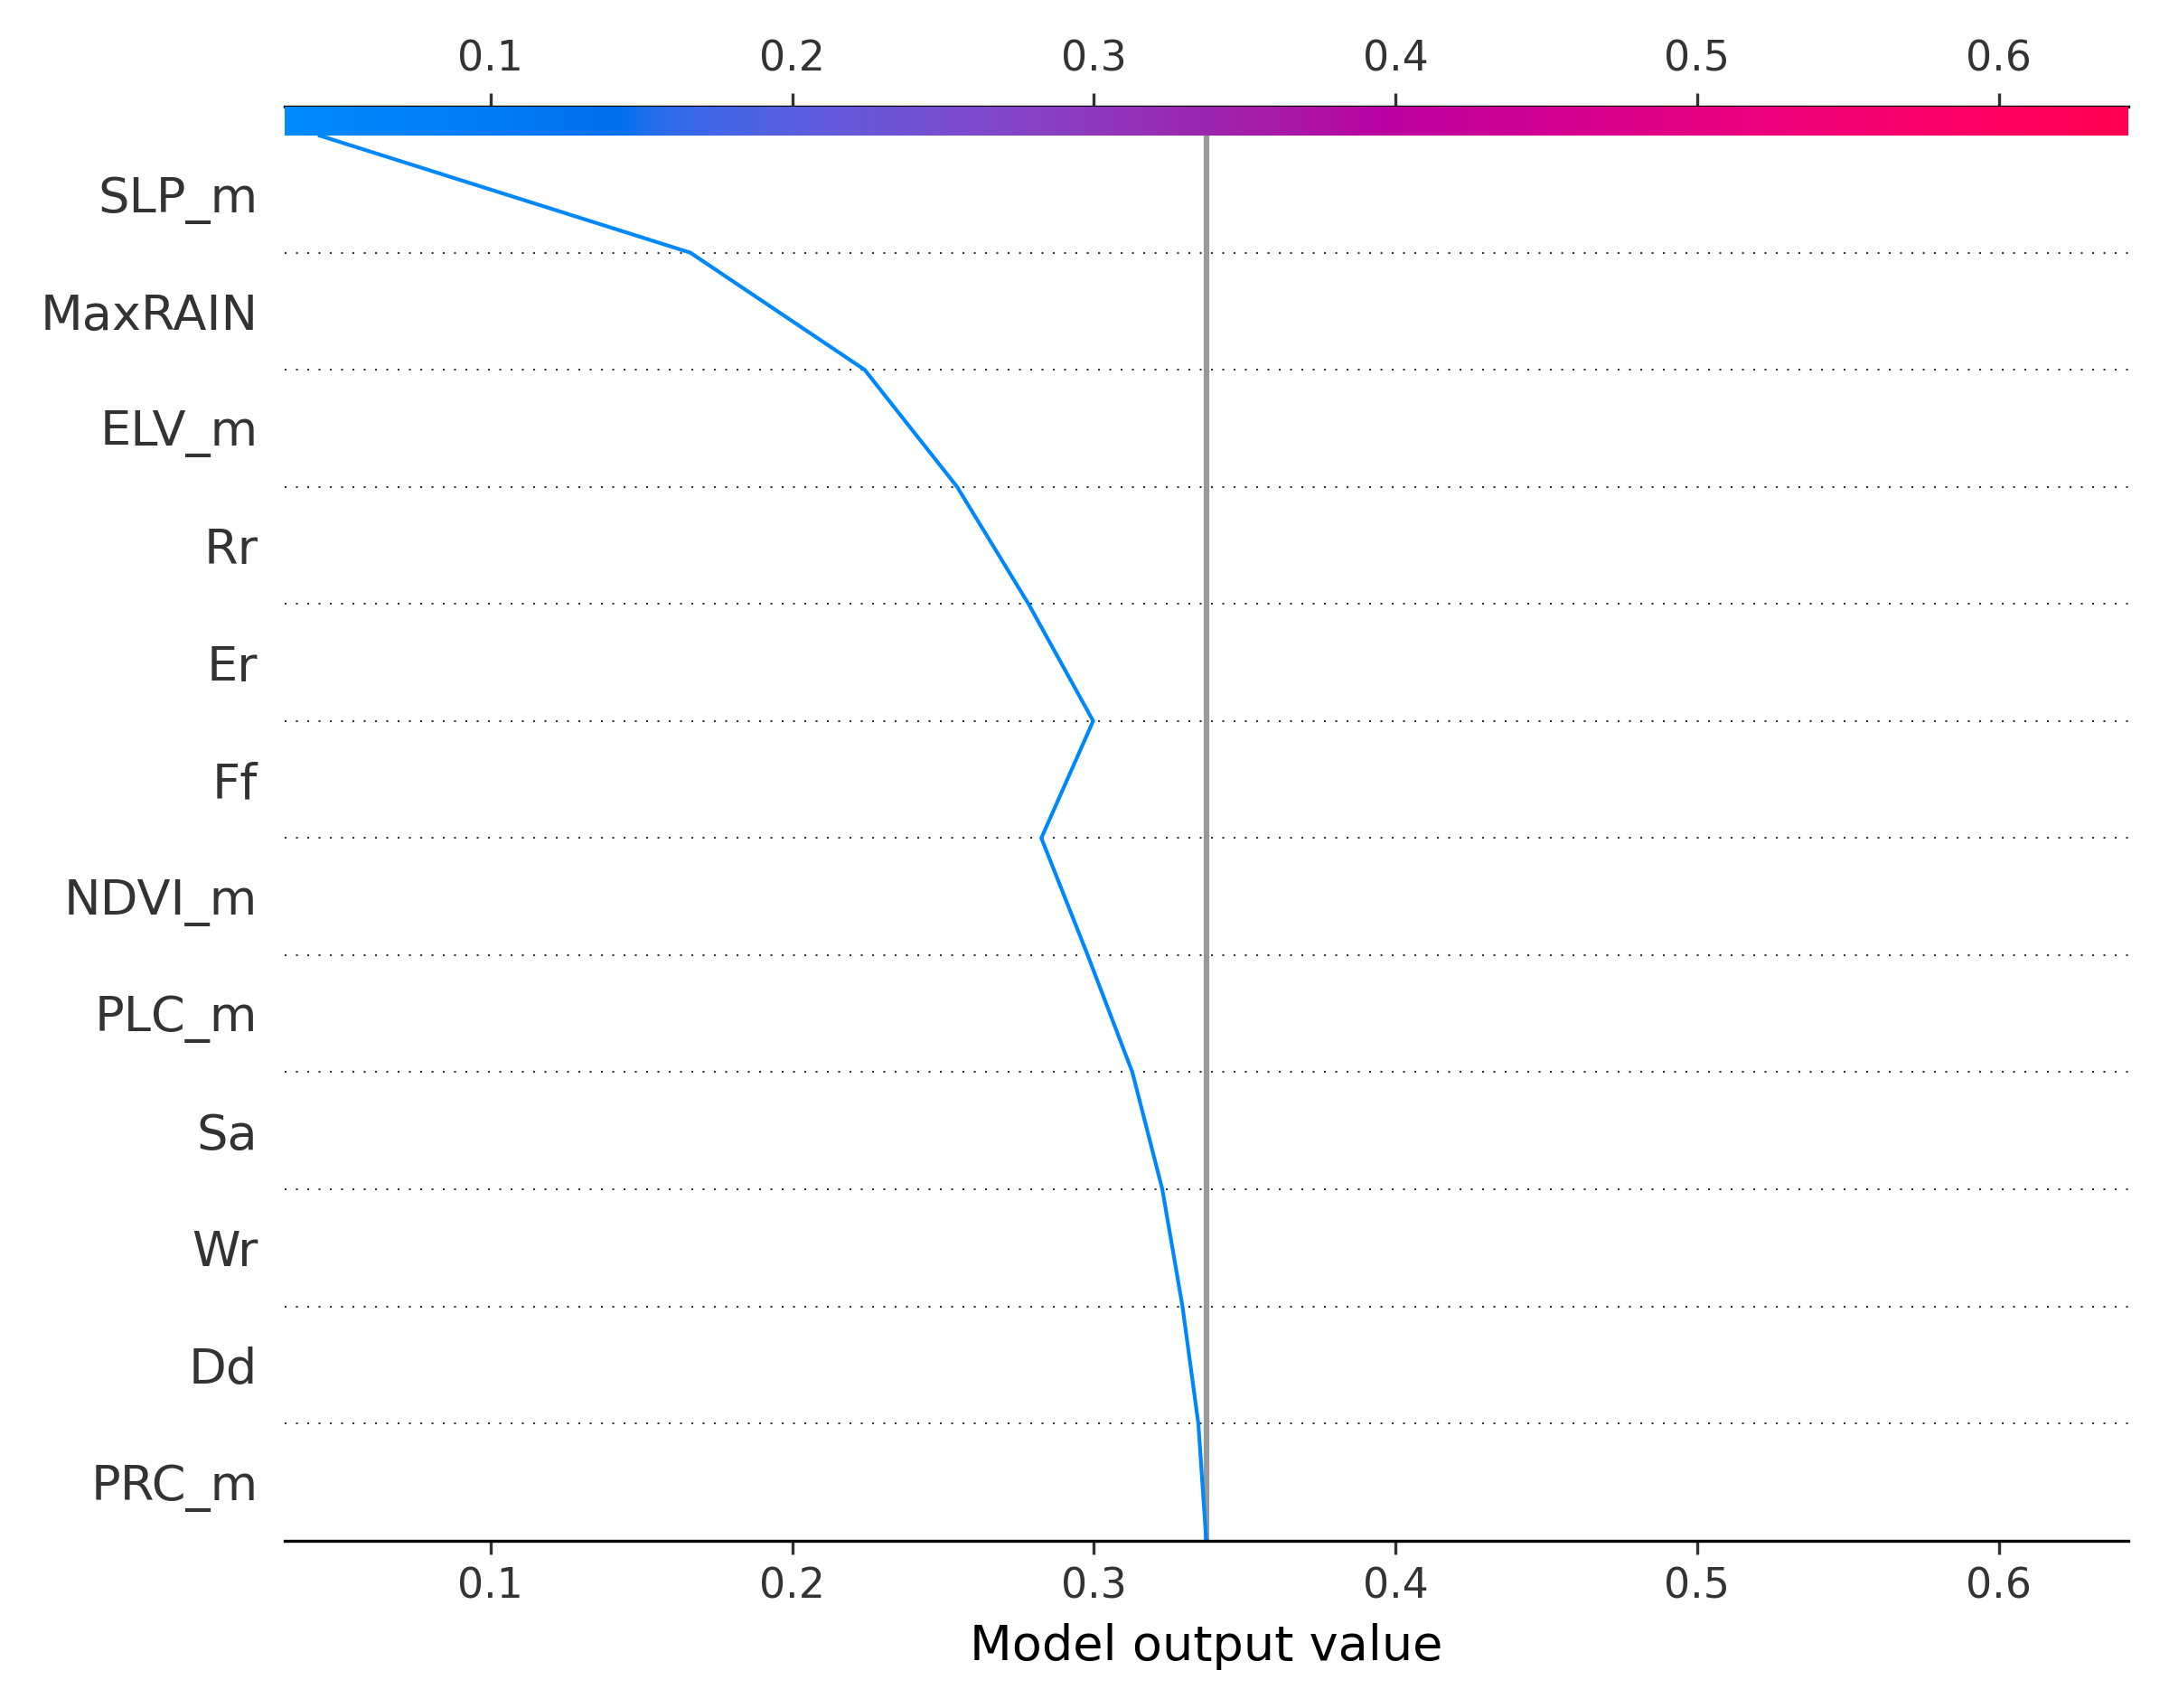 0.1 0.2 0.3 0.4 0.5 0.6
SLP_m
MaxRAIN
ELV_m
Rr
Er
Ff
NDVI_m
PLC_m
Sa
Wr
Dd
PRC_m
0.1 0.2 0.3 0.4 0.5 0.6
Model output value